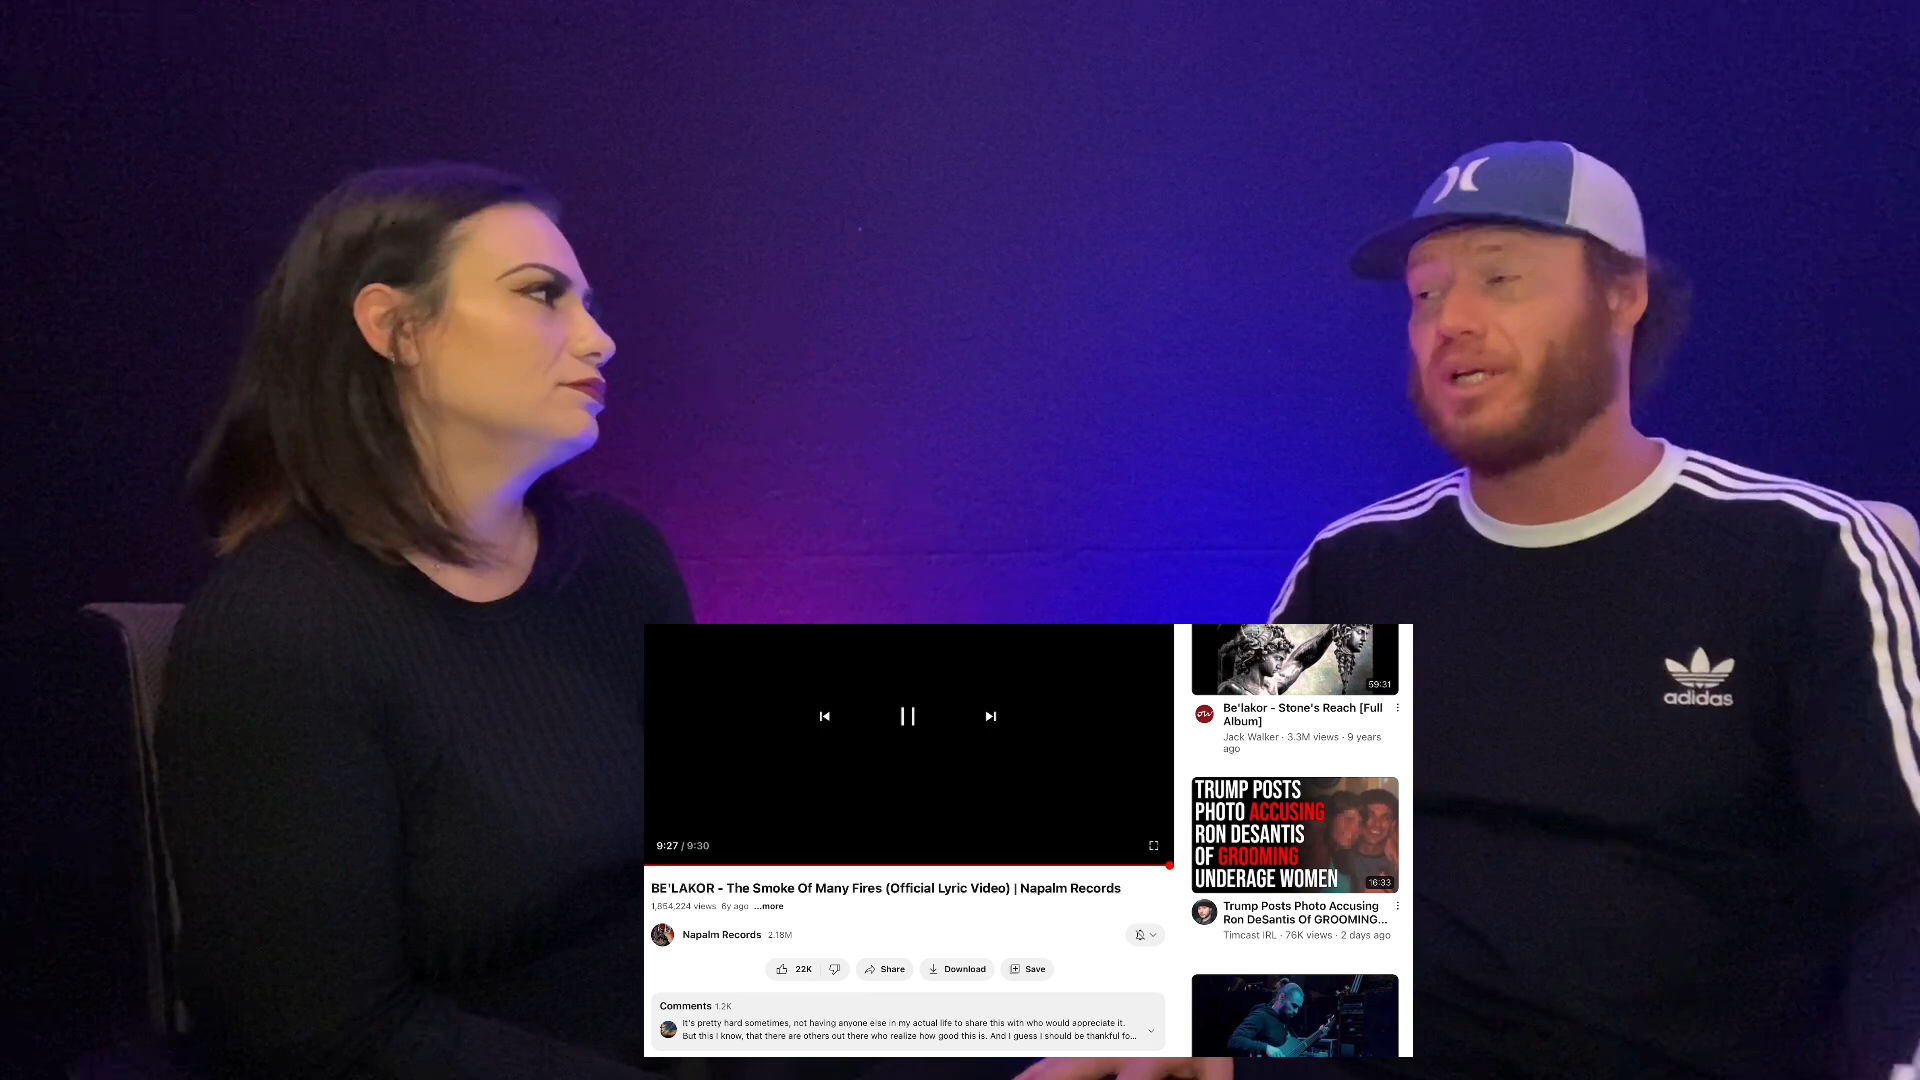 adidas
59:31
Be'lakor - Stone's Reach [Full
Album]
Jack Walker · 3.3M views · 9 years
ago
TRUMP POSTS
PHOTO ACCUSING
RON DESANTIS
OF GROOMING
UNDERAGE WOMEN
16:33
Trump Posts Photo Accusing
Ron DeSantis Of GROOMING...
Timcast IRL · 76K views · 2 days ago
9:27 / 9:30
BE'LAKOR - The Smoke Of Many Fires (Official Lyric Video) | Napalm Records
1,854,224 views 6y ago ...more
Napalm Records 2.18M
22K
Share
Download
Save
Comments 1.2K
It's pretty hard sometimes, not having anyone else in my actual life to share this with who would appreciate it.
But this I know, that there are others out there who realize how good this is. And I guess I should be thankful fo...